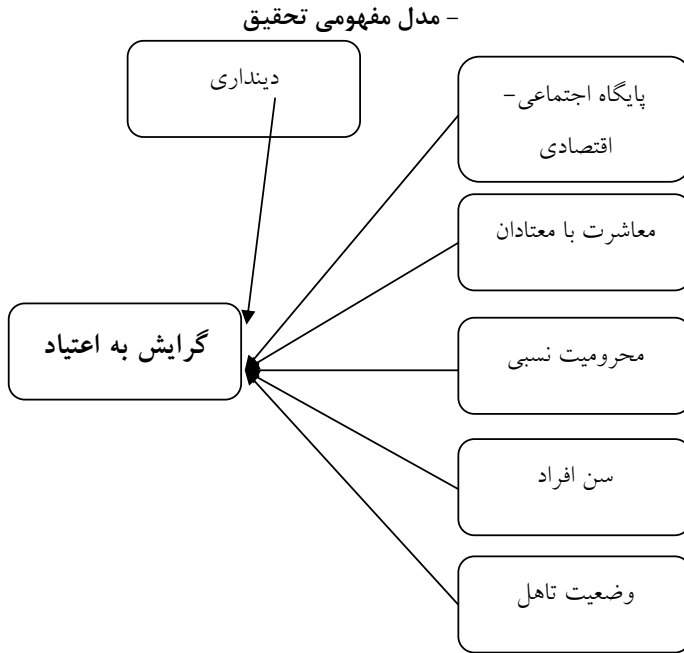 - مدل مفهومی تحقیق
دینداری
پایگاه اجتماعی-
اقتصادی
معاشرت با معتادان
گرایش به اعتیاد
محرومیت نسبی
سن افراد
وضعیت تاهل